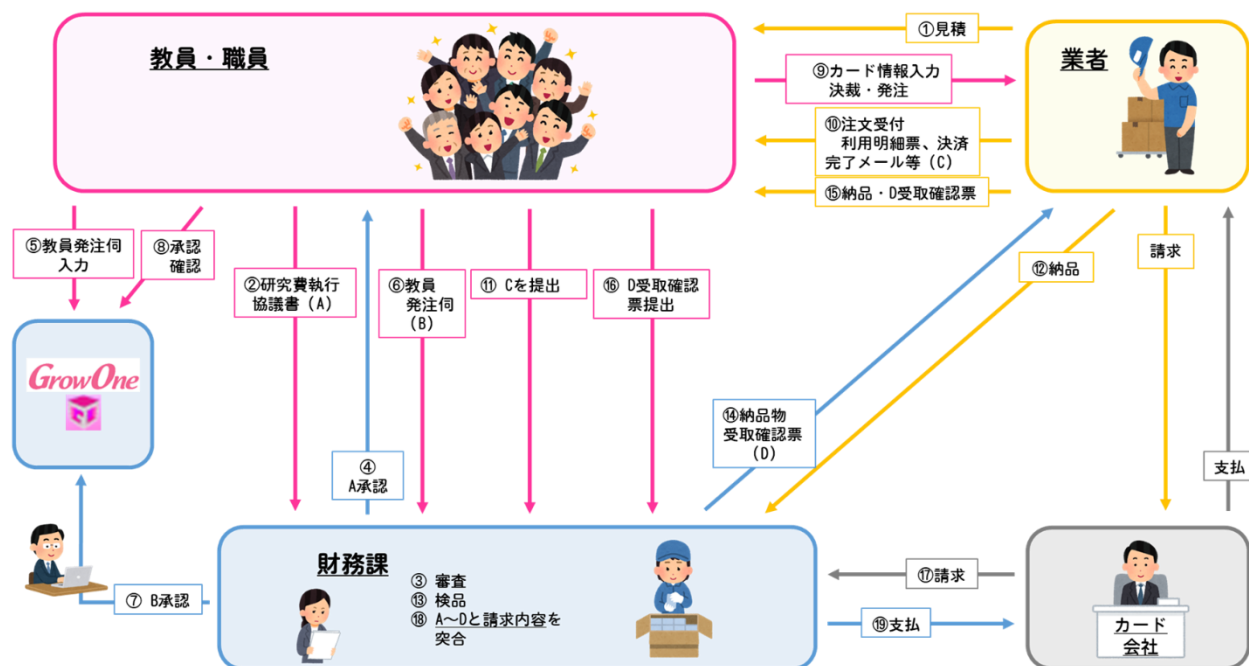 教員・職員
①見積
業者
⑨カード情報入力
決裁・発注
⑩注文受付
利用明細票、決済
完了メール等(C)
⑮納品・D受取確認票
⑤教員発注伺
入力
⑧承認
確認
②研究費執行
協議書(A)
⑥教員
発注伺
(B)
⑪ Cを提出
⑯ D受取確認
票提出
⑫納品
請求
GrowOne
④
A承認
⑭納品物
受取確認票
(D)
支払
財務課
③ 審査
⑬ 検品
⑱ A~Dと請求内容を
突合
⑦ B承認
⑰請求
⑲支払
カード
会社